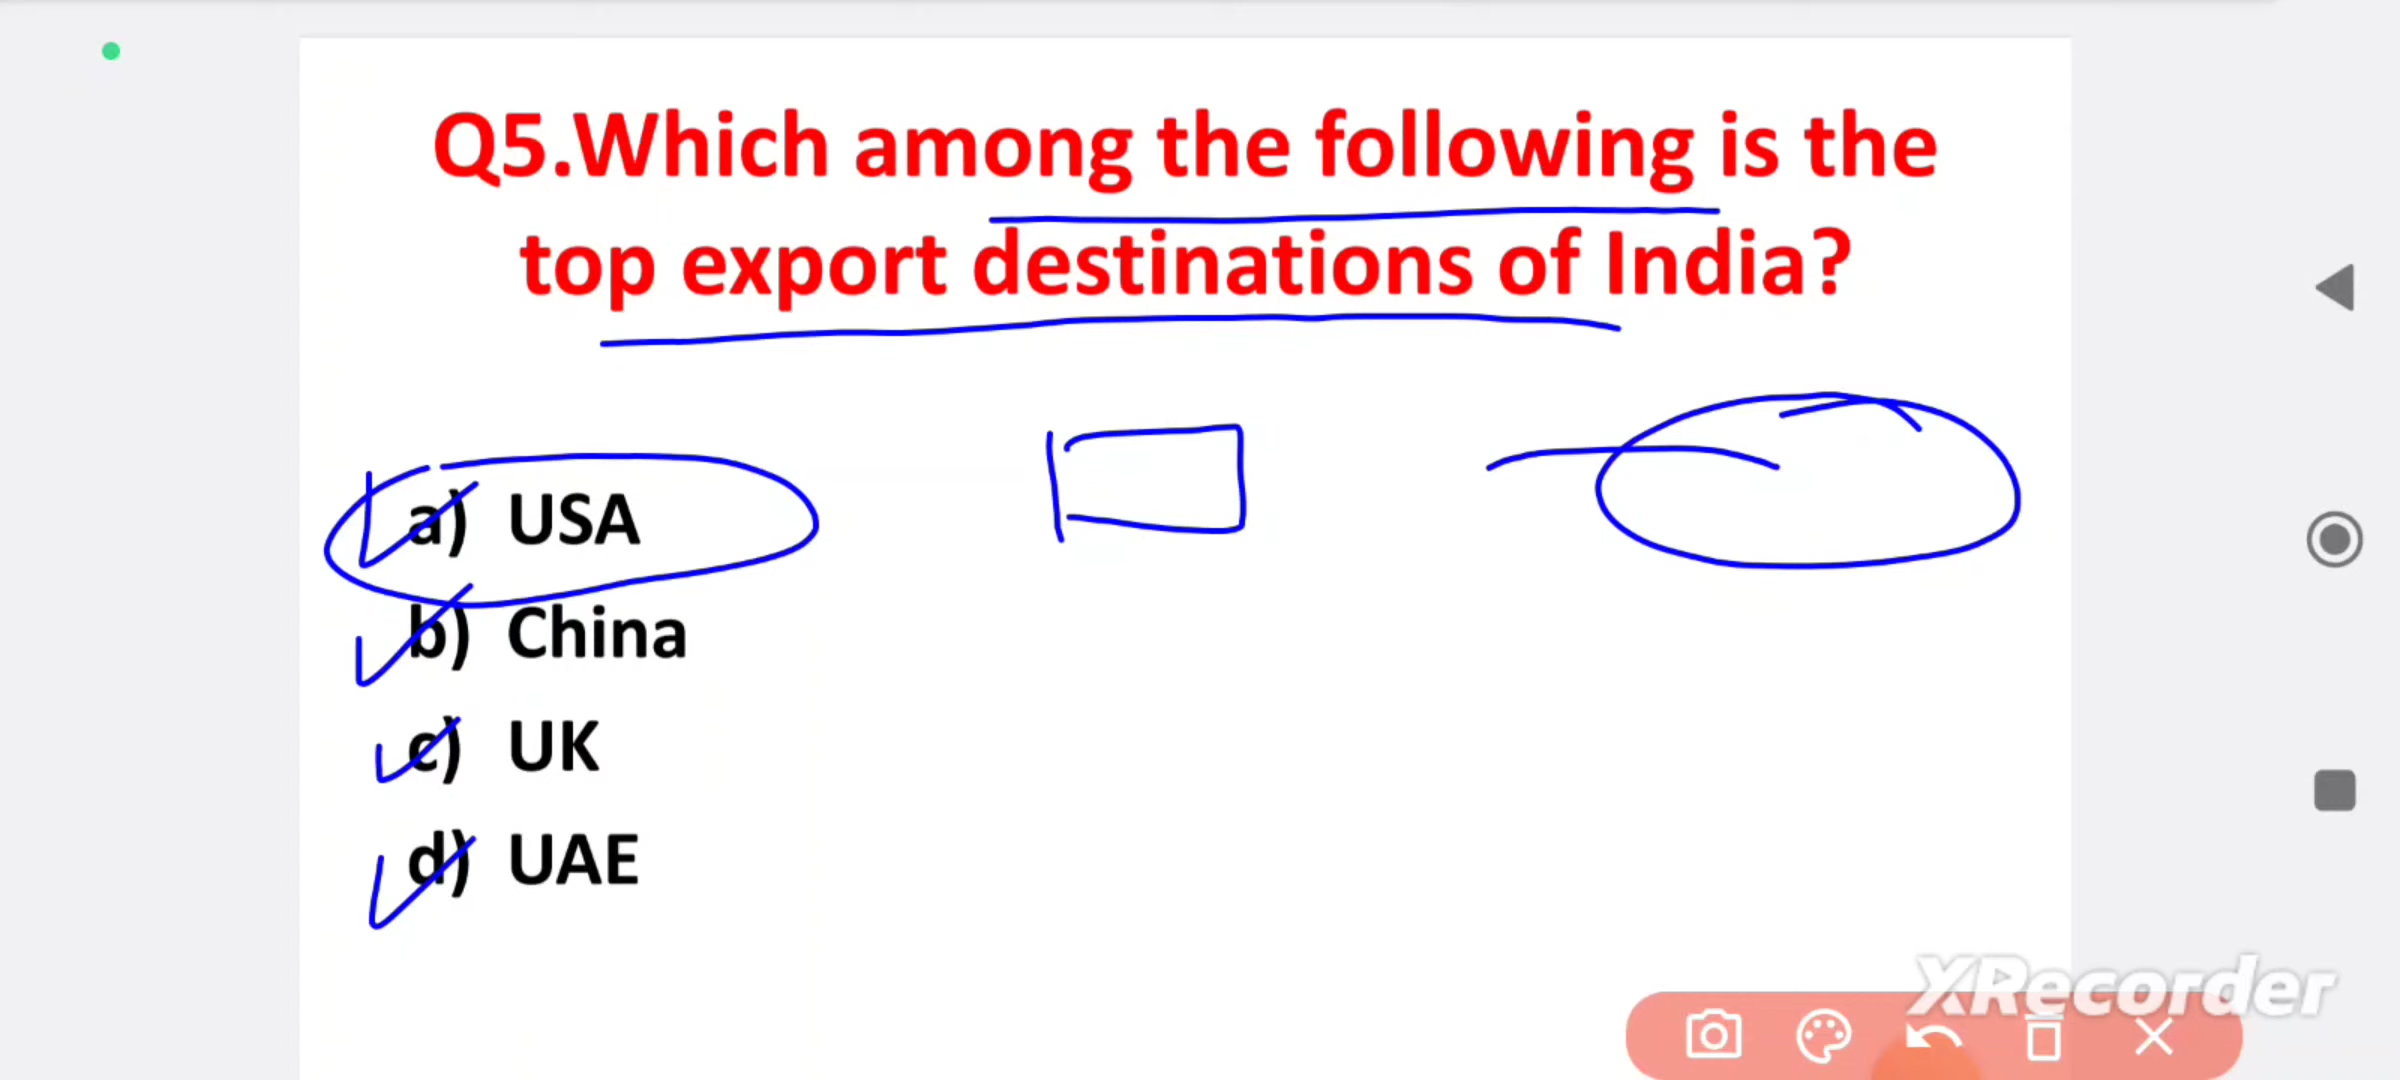 Q5.Which among the following is the
top export destinations of India?
a) USA
b) China
c) UK
d) UAE
XRecorder